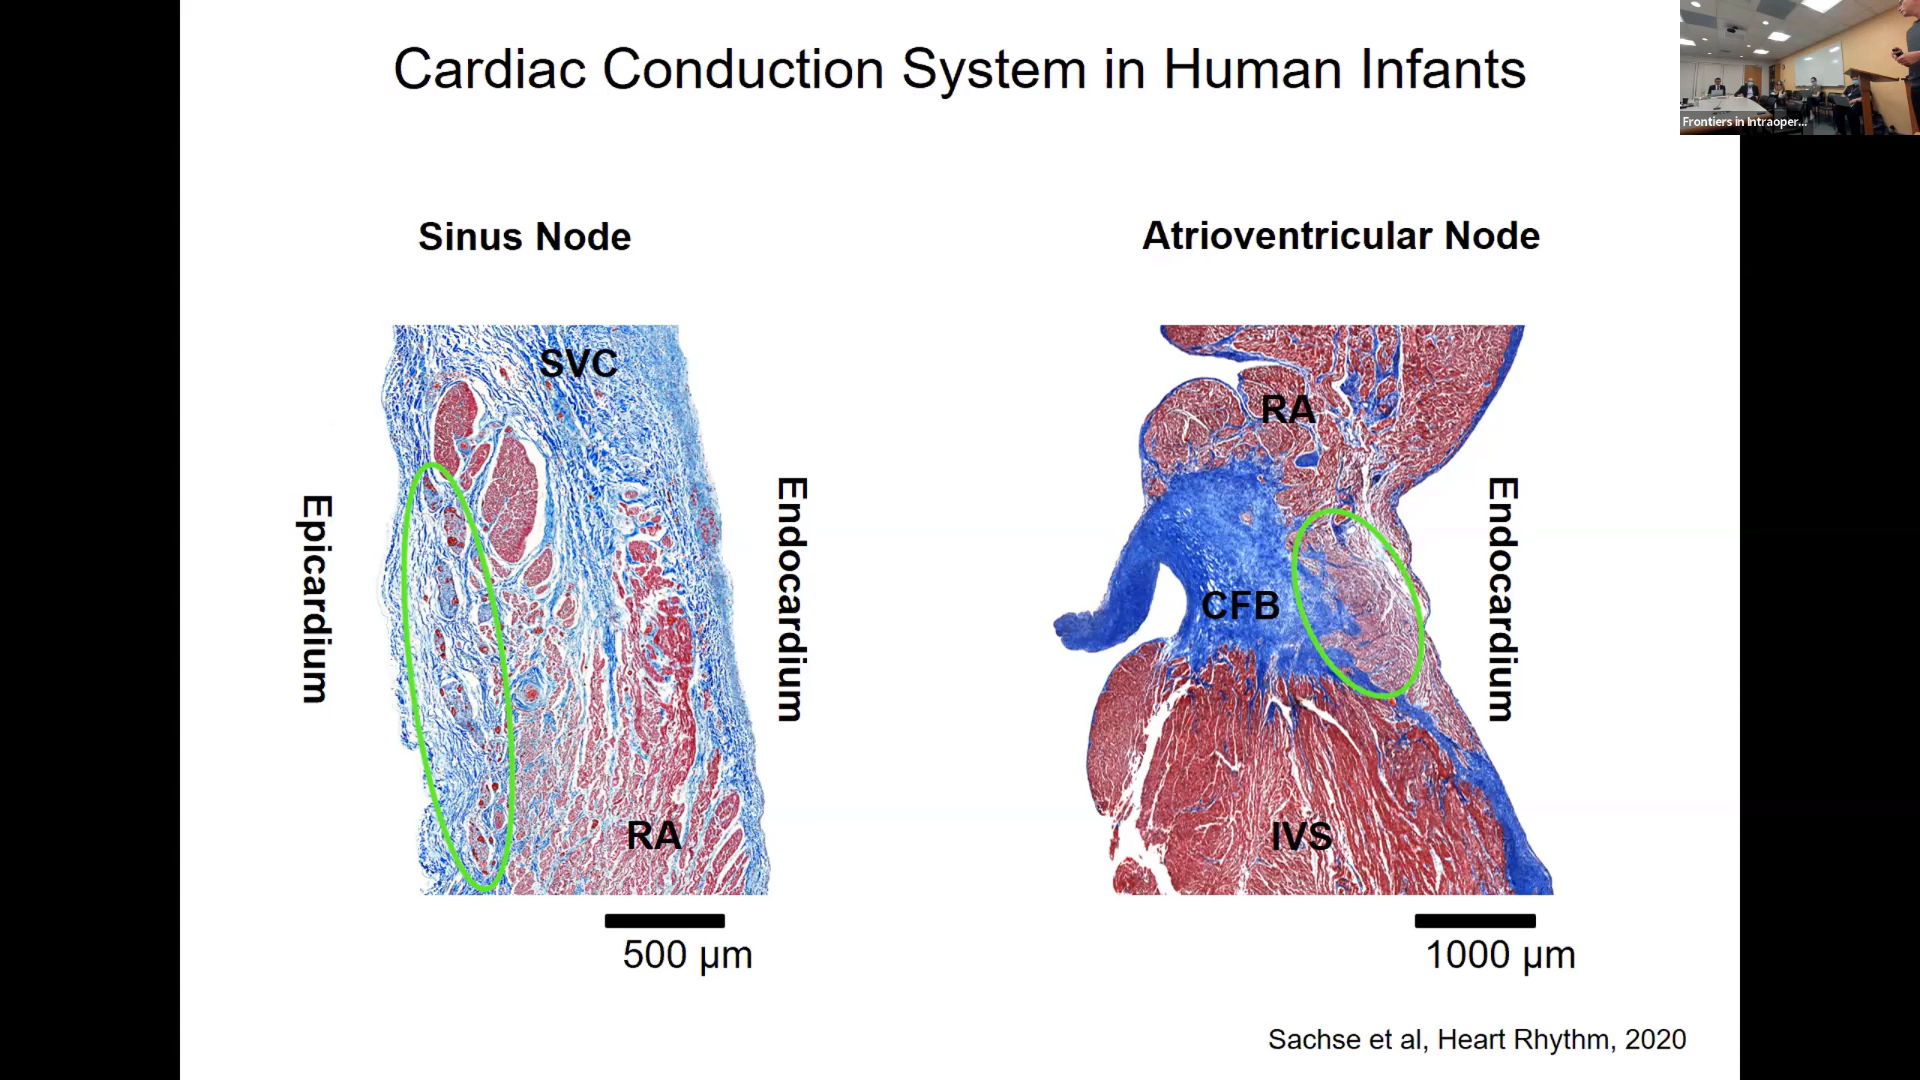 Cardiac Conduction System in Human Infants
Frontiers in Intraoper...
Sinus Node
Atrioventricular Node
SVC
RA
Epicardium
Endocardium
RA
CFB
Endocardium
IVS
500 µm
1000 µm
Sachse et al, Heart Rhythm, 2020